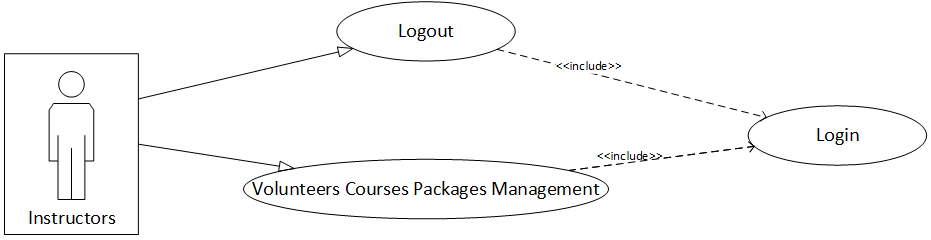 Logout
<<include>>
Login
<<include>>
Volunteers Courses Packages Management
Instructors